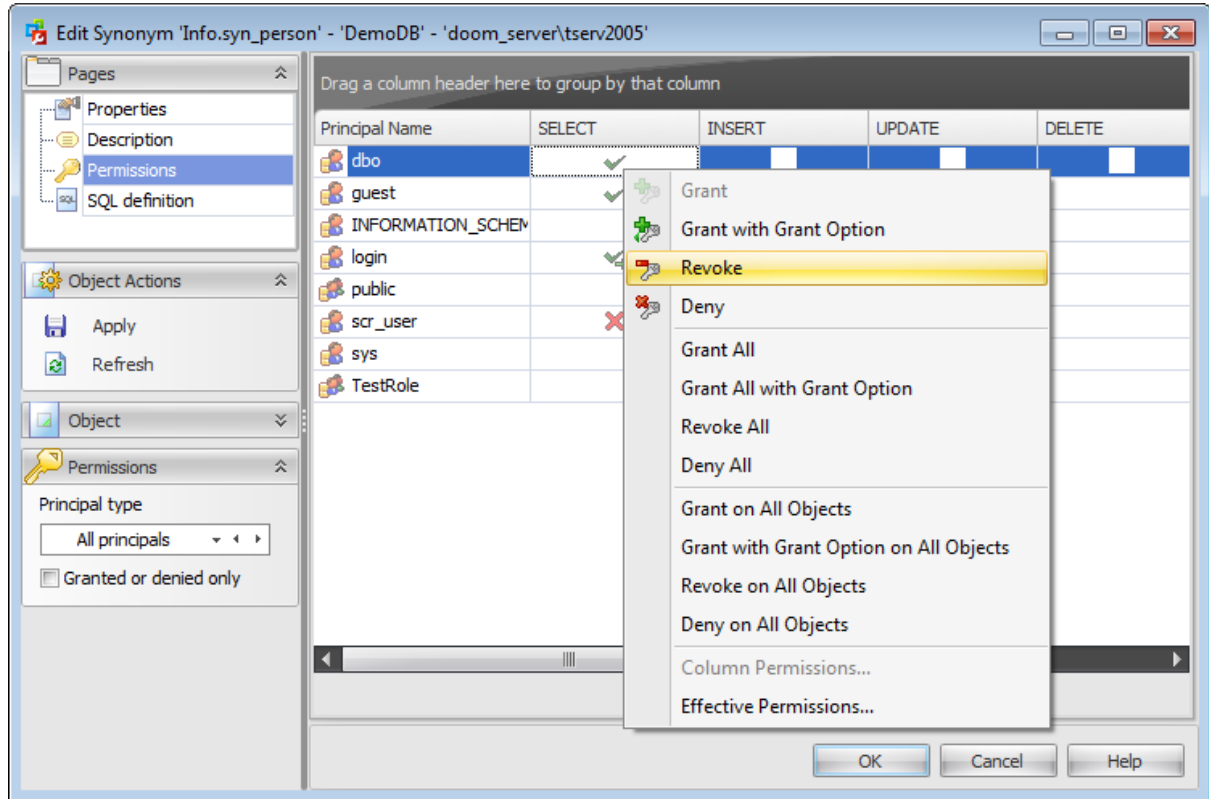 Edit Synonym 'Info.syn_person' - 'DemoDB' - 'doom_server\tserv2005'
Pages
Properties
Description
Permissions
SQL definition
Object Actions
Apply
Refresh
Object
Permissions
Principal type
All principals
Granted or denied only
Drag a column header here to group by that column
Principal Name SELECT INSERT UPDATE DELETE
dbo
guest
INFORMATION_SCHEM
login
public
scr_user
sys
TestRole
Grant
Grant with Grant Option
Revoke
Deny
Grant All
Grant All with Grant Option
Revoke All
Deny All
Grant on All Objects
Grant with Grant Option on All Objects
Revoke on All Objects
Deny on All Objects
Column Permissions...
Effective Permissions...
OK Cancel Help